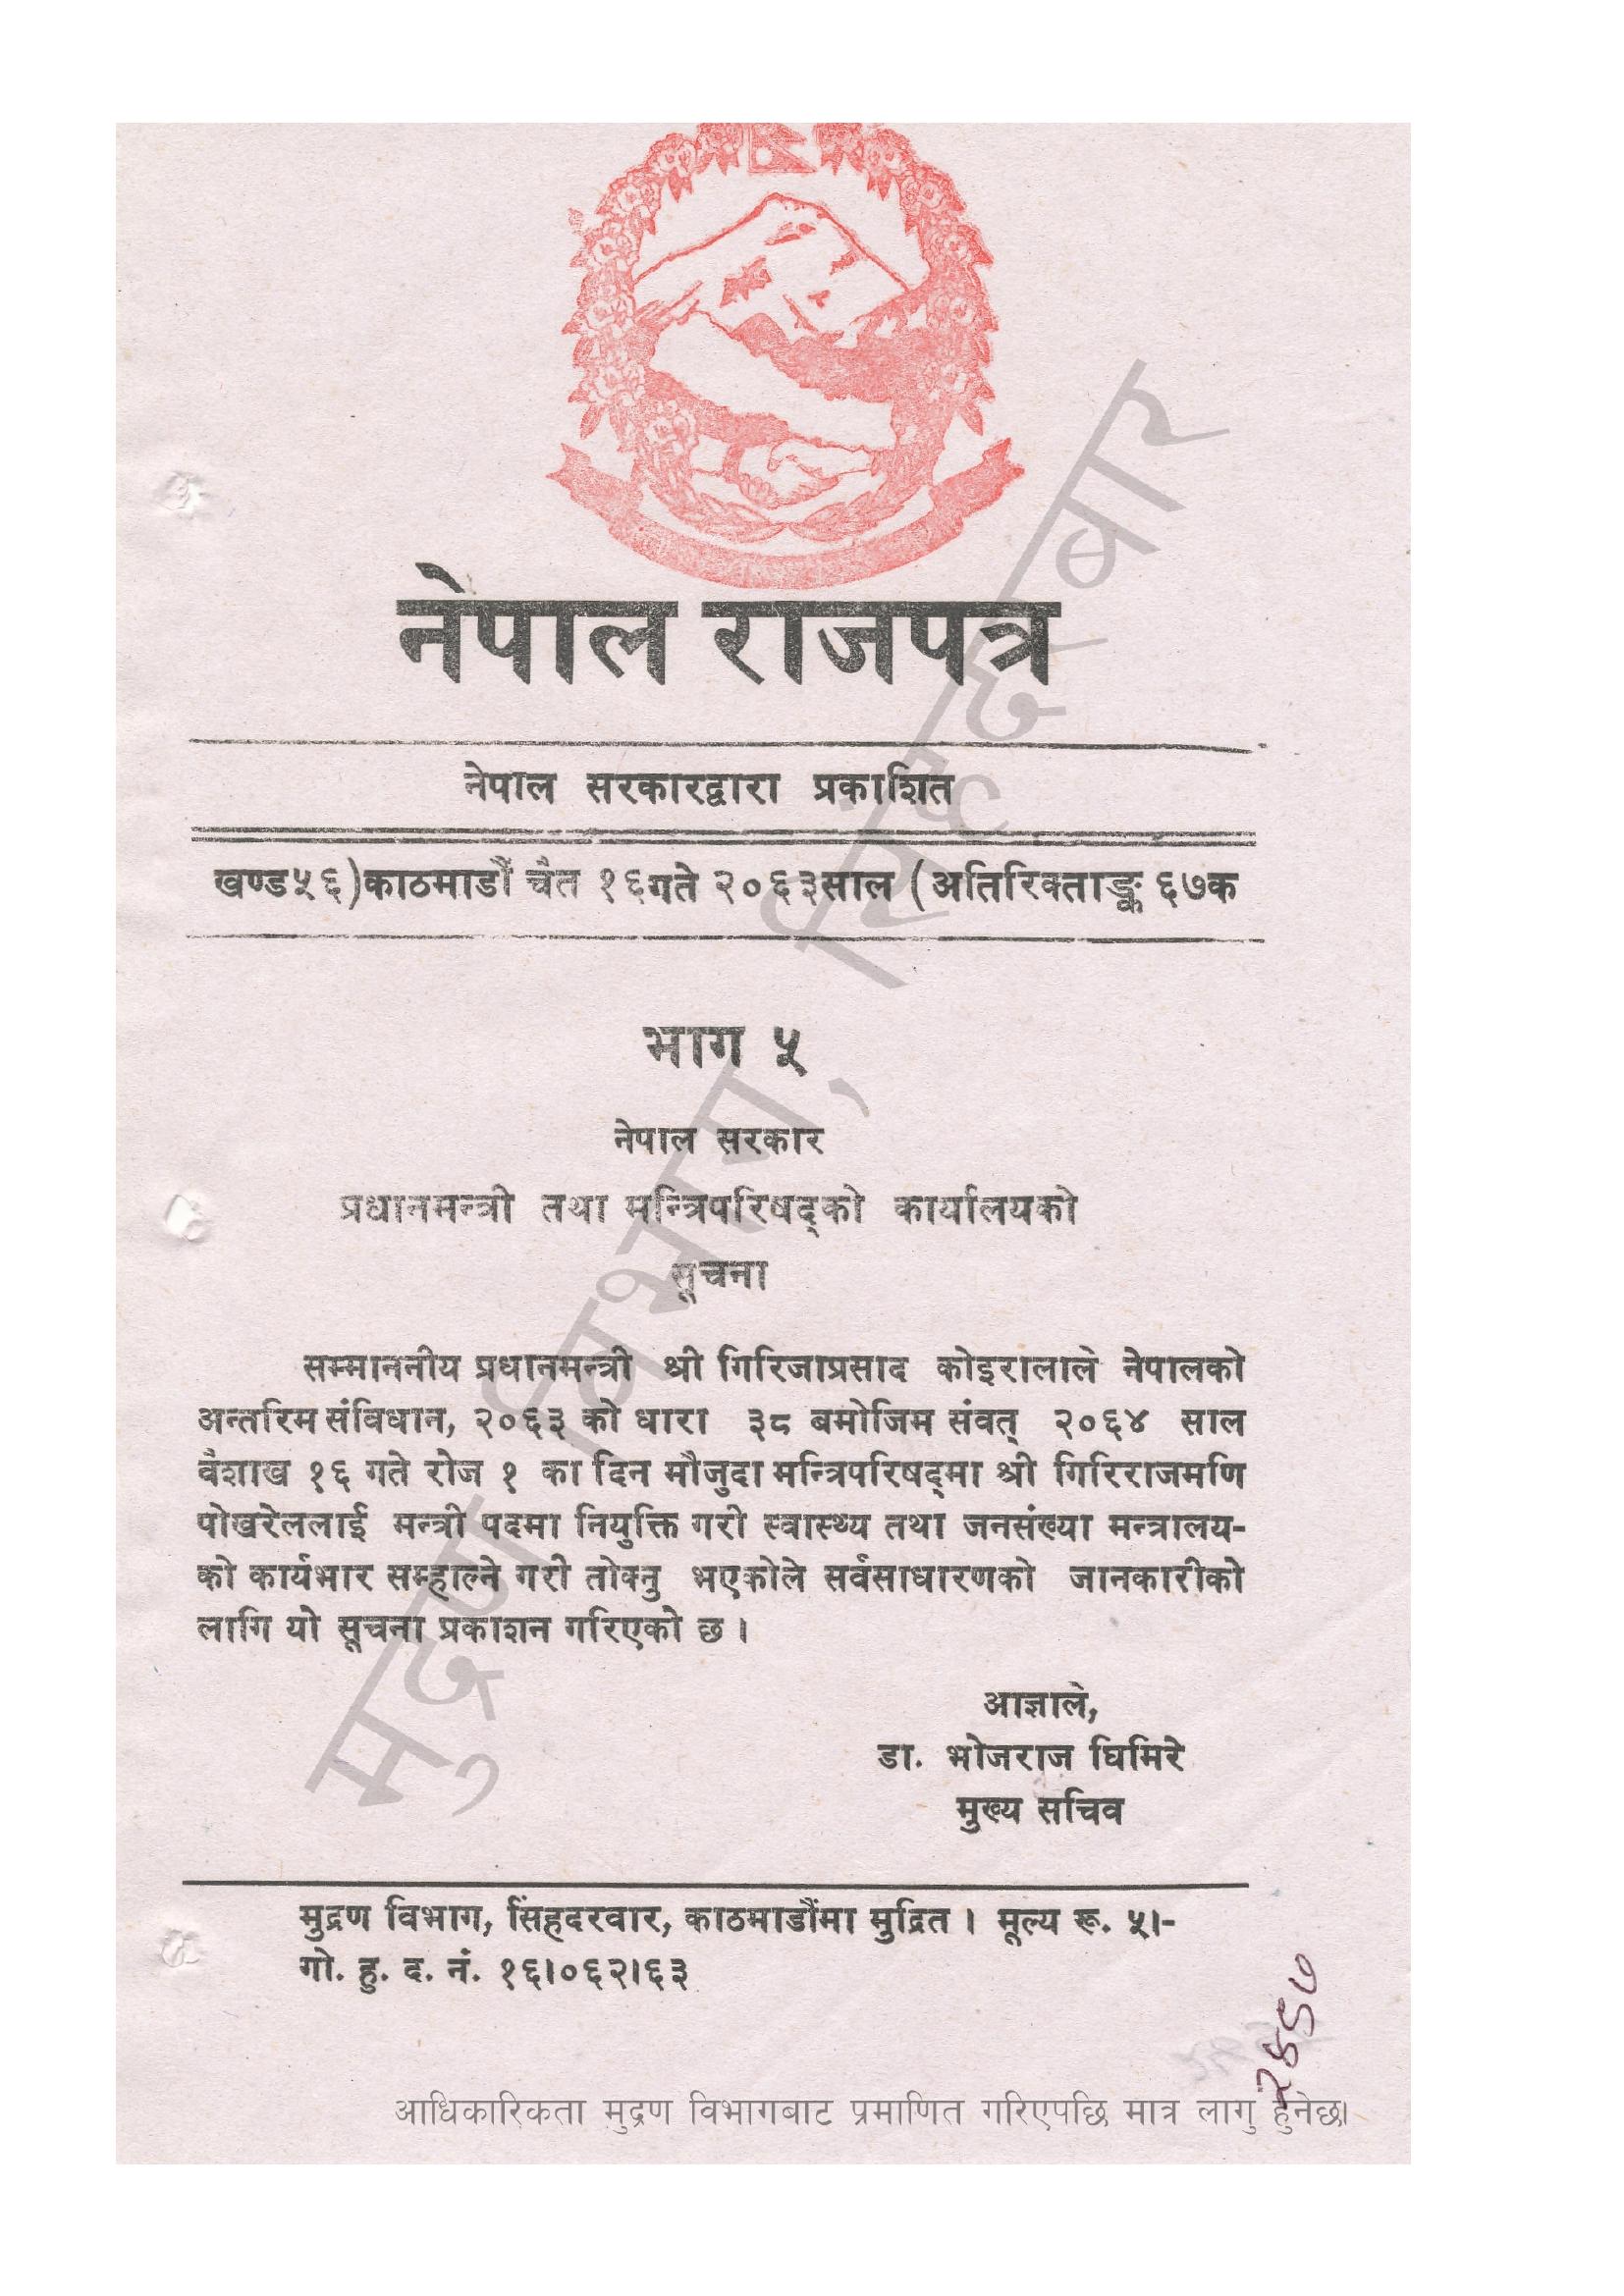 नेपाल राजपत्र
नेपाल सरकारद्वारा प्रकाशित
खण्ड५६)काठमाडौं चैत १६गते २०६३साल (अतिरिक्ताङ्क ६७क
भाग ५
नेपाल सरकार
प्रधानमन्त्री तथा मन्त्रिपरिषद्को कार्यालयको
सूचना
सम्माननीय प्रधानमन्त्री श्री गिरिजाप्रसाद कोइरालाले नेपालको
अन्तरिम संविधान, २०६३ को धारा ३८ बमोजिम संवत् २०६४ साल
वैशाख १६ गते रोज १ का दिन मौजुदा मन्त्रिपरिषद्मा श्री गिरिराजमणि
पोखरेललाई मन्त्री पदमा नियुक्ति गरी स्वास्थ्य तथा जनसंख्या मन्त्रालय-
को कार्यभार सम्हाल्ने गरी तोक्नु भएकोले सर्वसाधारणको जानकारीको
लागि यो सूचना प्रकाशन गरिएको छ ।
आज्ञाले,
डा. भोजराज घिमिरे
मुख्य सचिव
मुद्रण विभाग, सिंहदरवार, काठमाडौंमा मुद्रित । मूल्य रू. ५।-
गो. हु. द. नं. १६।०६२।६३
आधिकारिकता मुद्रण विभागबाट प्रमाणित गरिएपछि मात्र लागु हुनेछ।
मुद्रण विभाग, सिंहदरवार